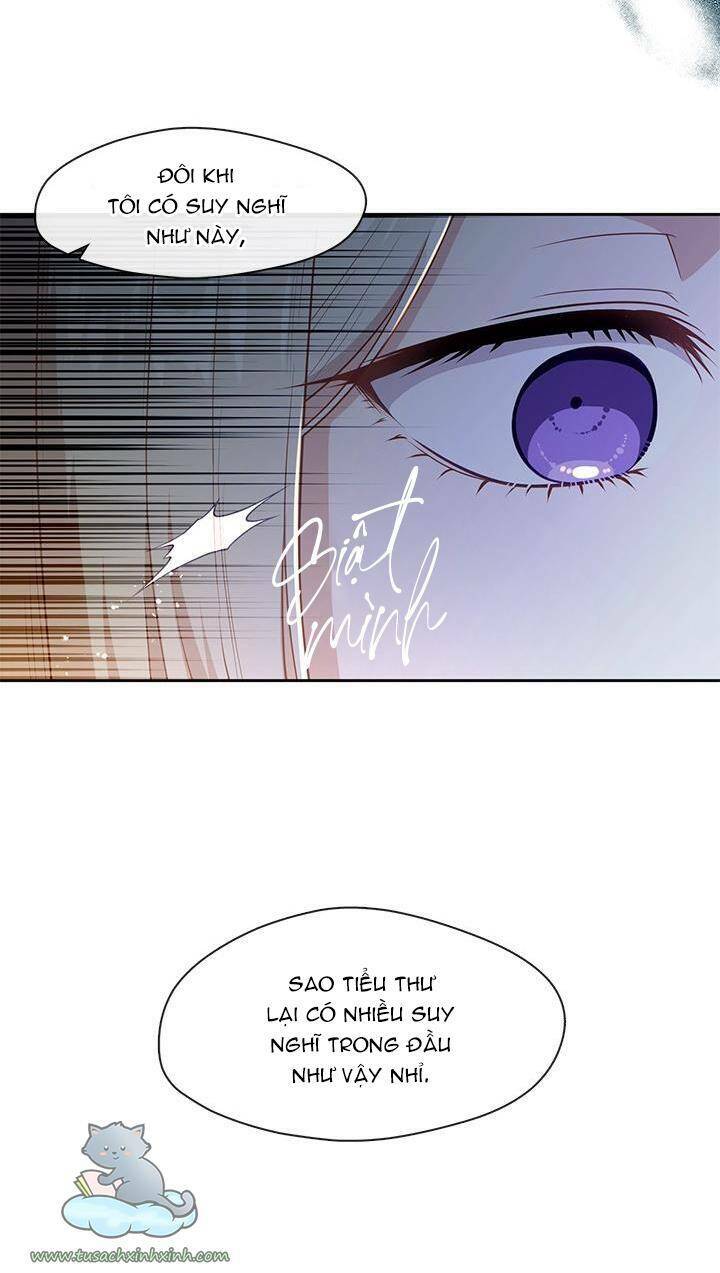 ĐÔI KHI
TÔI CÓ SUY NGHĨ
NHƯ NÀY,
Giật
mình
SAO TIỂU THƯ
LẠI CÓ NHIỀU SUY
NGHĨ TRONG ĐẦU
NHƯ VẬY NHỈ.
www.tusachxinhxinh.com